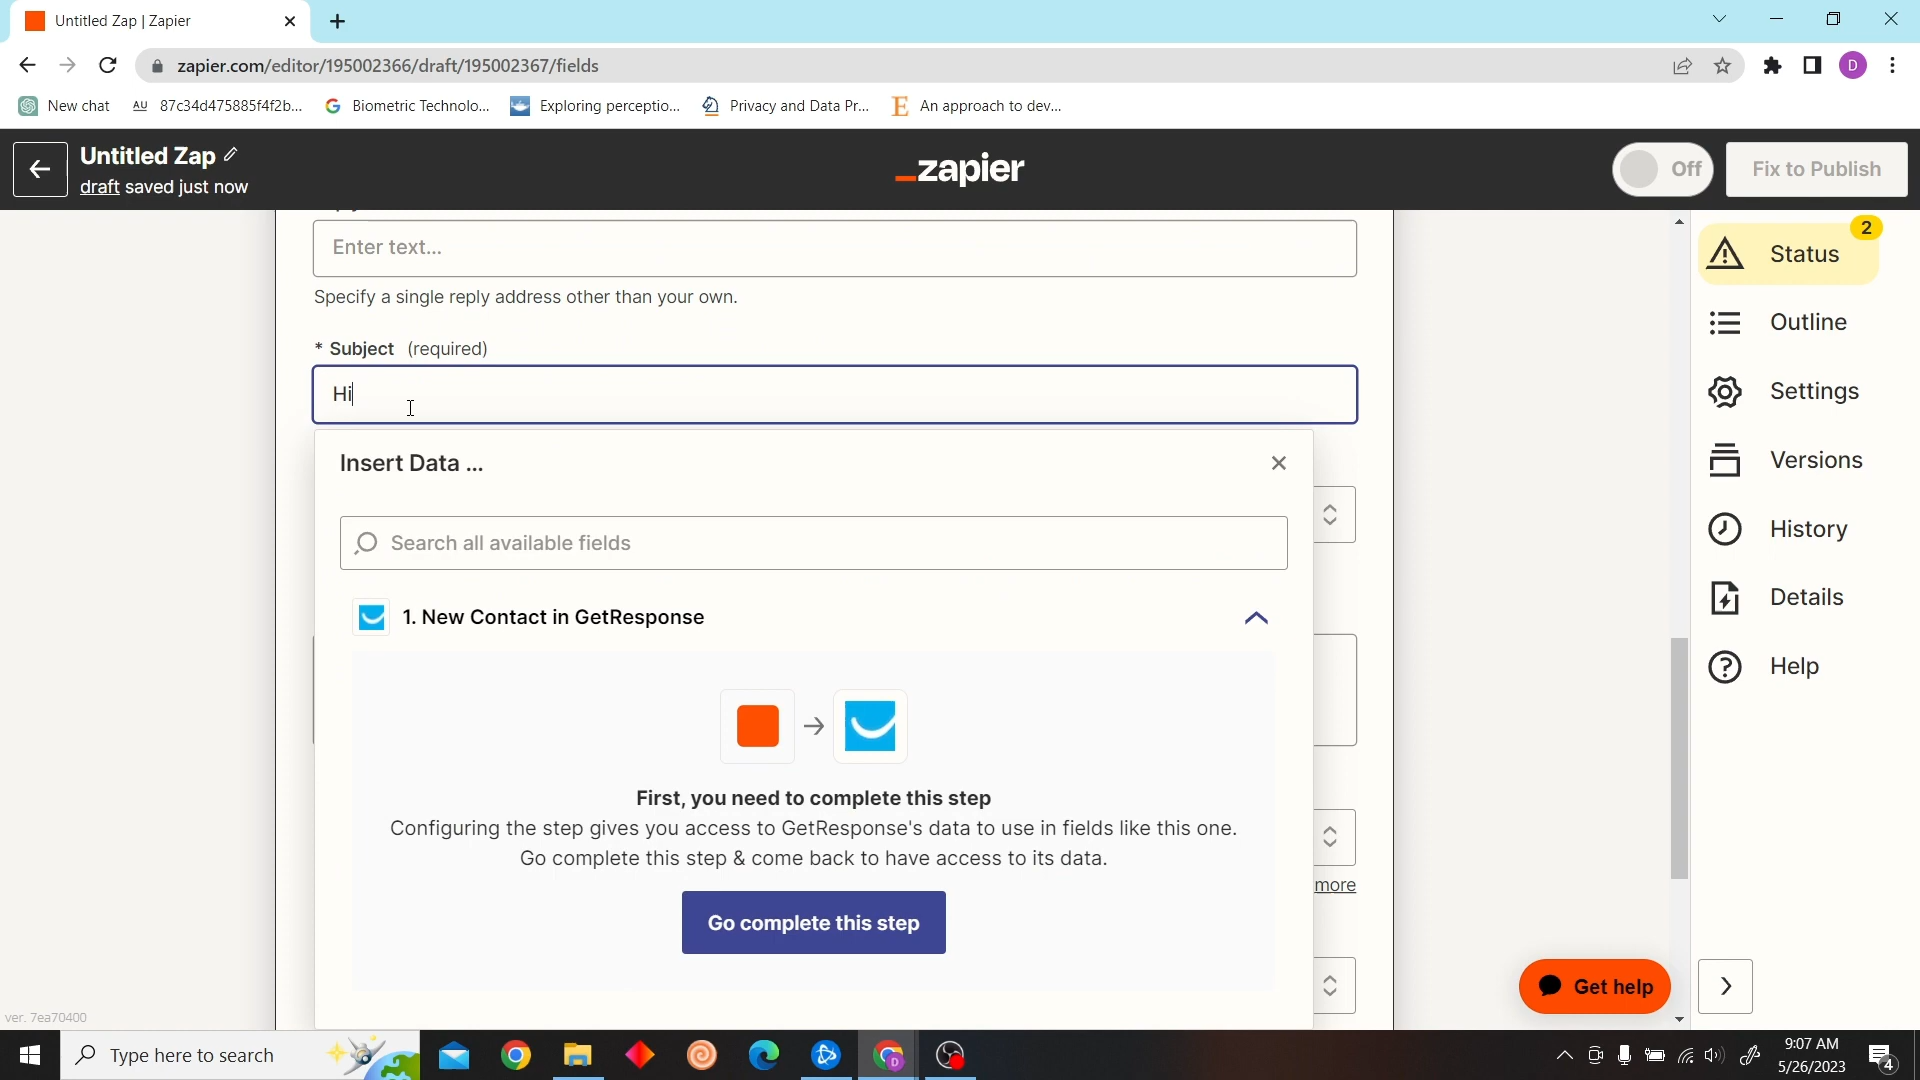 Untitled Zap | Zapier
zapier.com/editor/195002366/draft/195002367/fields
New chat
AU 87c34d475885f4f2b...
Biometric Technolo...
Exploring perceptio...
Privacy and Data Pr...
E An approach to dev...
D
Untitled Zap
draft saved just now
_zapier
Off
Fix to Publish
Enter text...
Specify a single reply address other than your own.
* Subject (required)
Hi
Insert Data ...
Search all available fields
1. New Contact in GetResponse
First, you need to complete this step
Configuring the step gives you access to GetResponse's data to use in fields like this one.
Go complete this step & come back to have access to its data.
Go complete this step
more
2
Status
Outline
Settings
Versions
History
Details
Help
Get help
ver. 7ea70400
Type here to search
9:07 AM
5/26/2023
4